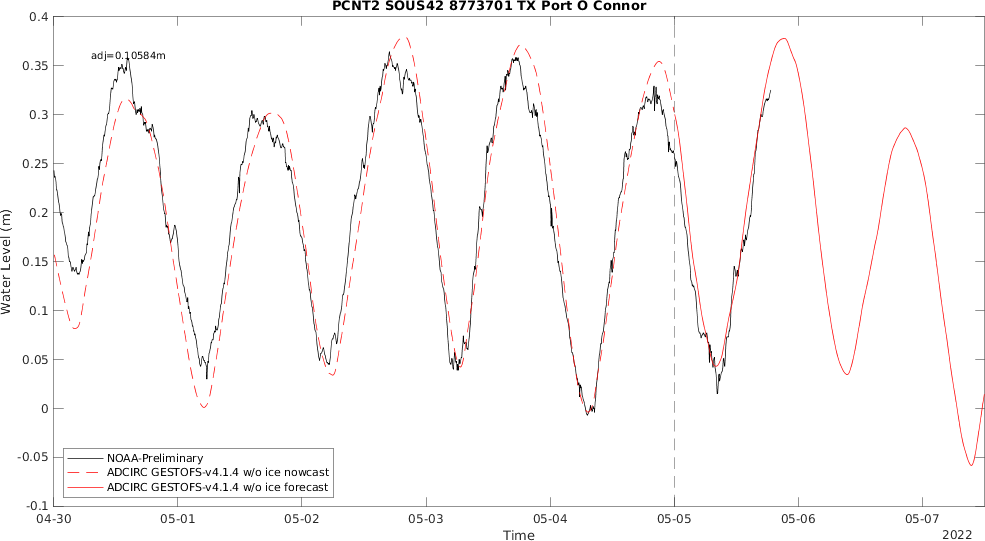 PCNT2 SOUS42 8773701 TX Port O Connor
0.4
adj=0.10584m
0.35
0.3
0.25
0.2
0.15
0.1
0.05
0
-0.05
-0.1
Water Level (m)
NOAA-Preliminary
ADCIRC GESTOFS-v4.1.4 w/o ice nowcast
ADCIRC GESTOFS-v4.1.4 w/o ice forecast
04-30 05-01 05-02 05-03 05-04 05-05 05-06 05-07
Time
2022